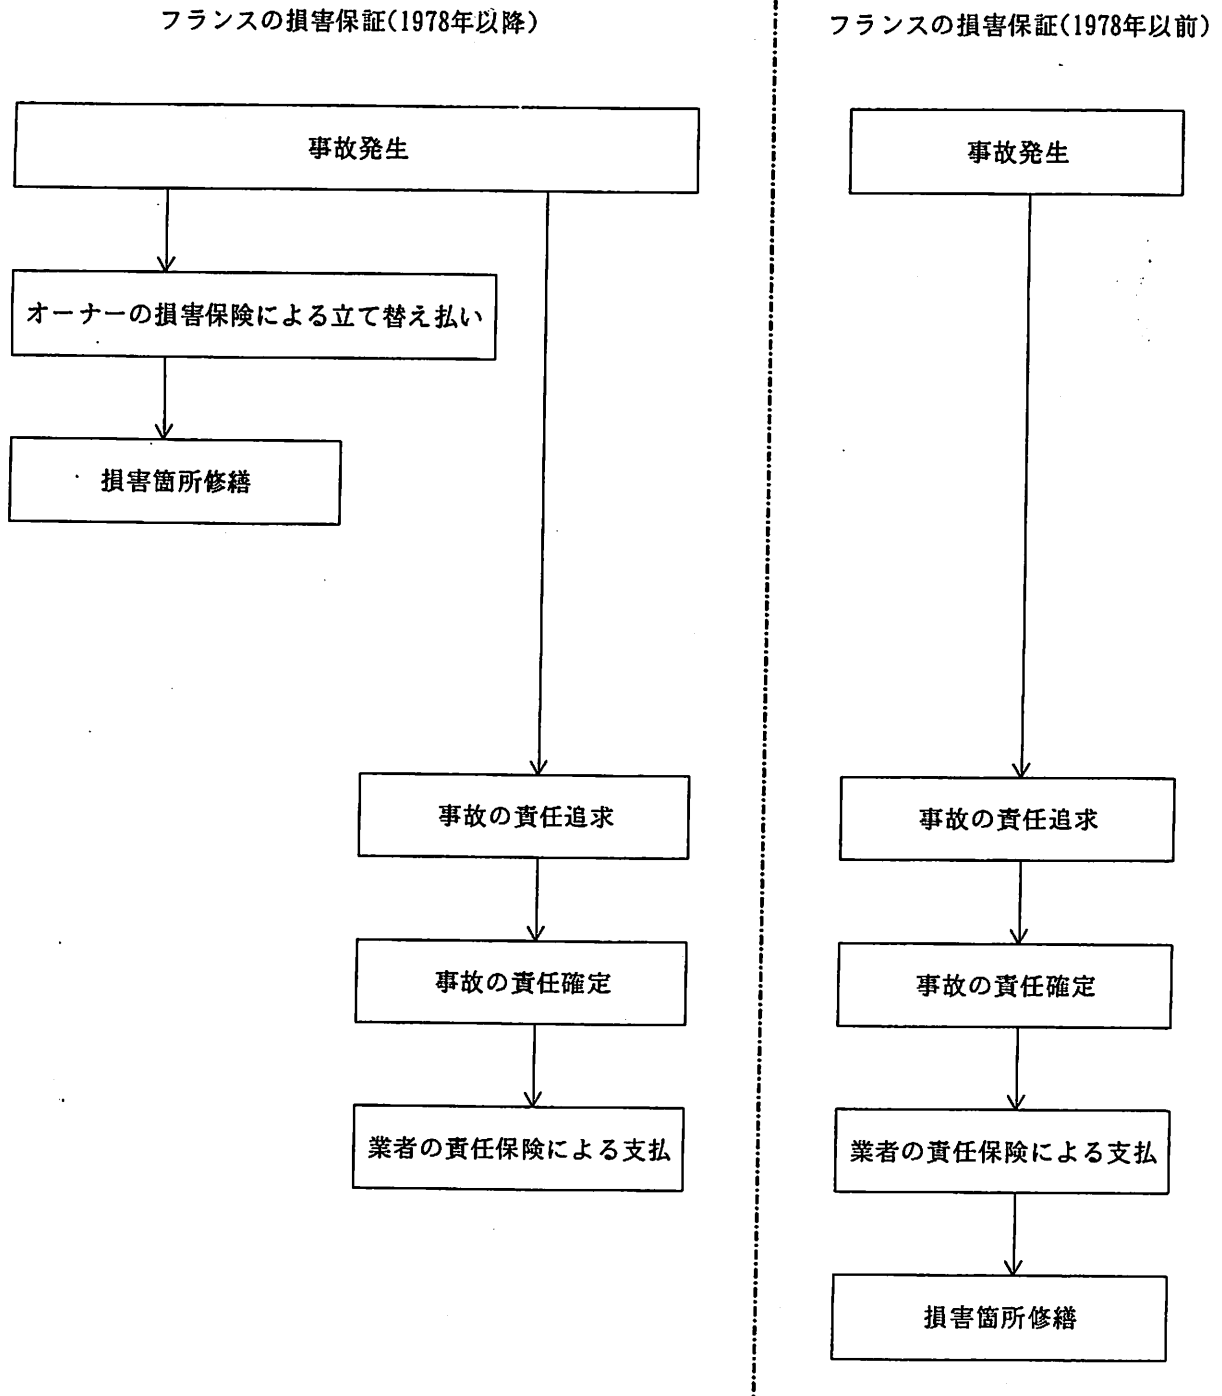 フランスの損害保証(1978年以降)
事故発生
オーナーの損害保険による立て替え払い
損害箇所修繕
事故の責任追求
事故の責任確定
業者の責任保険による支払
フランスの損害保証(1978年以前)
事故発生
事故の責任追求
事故の責任確定
業者の責任保険による支払
損害箇所修繕